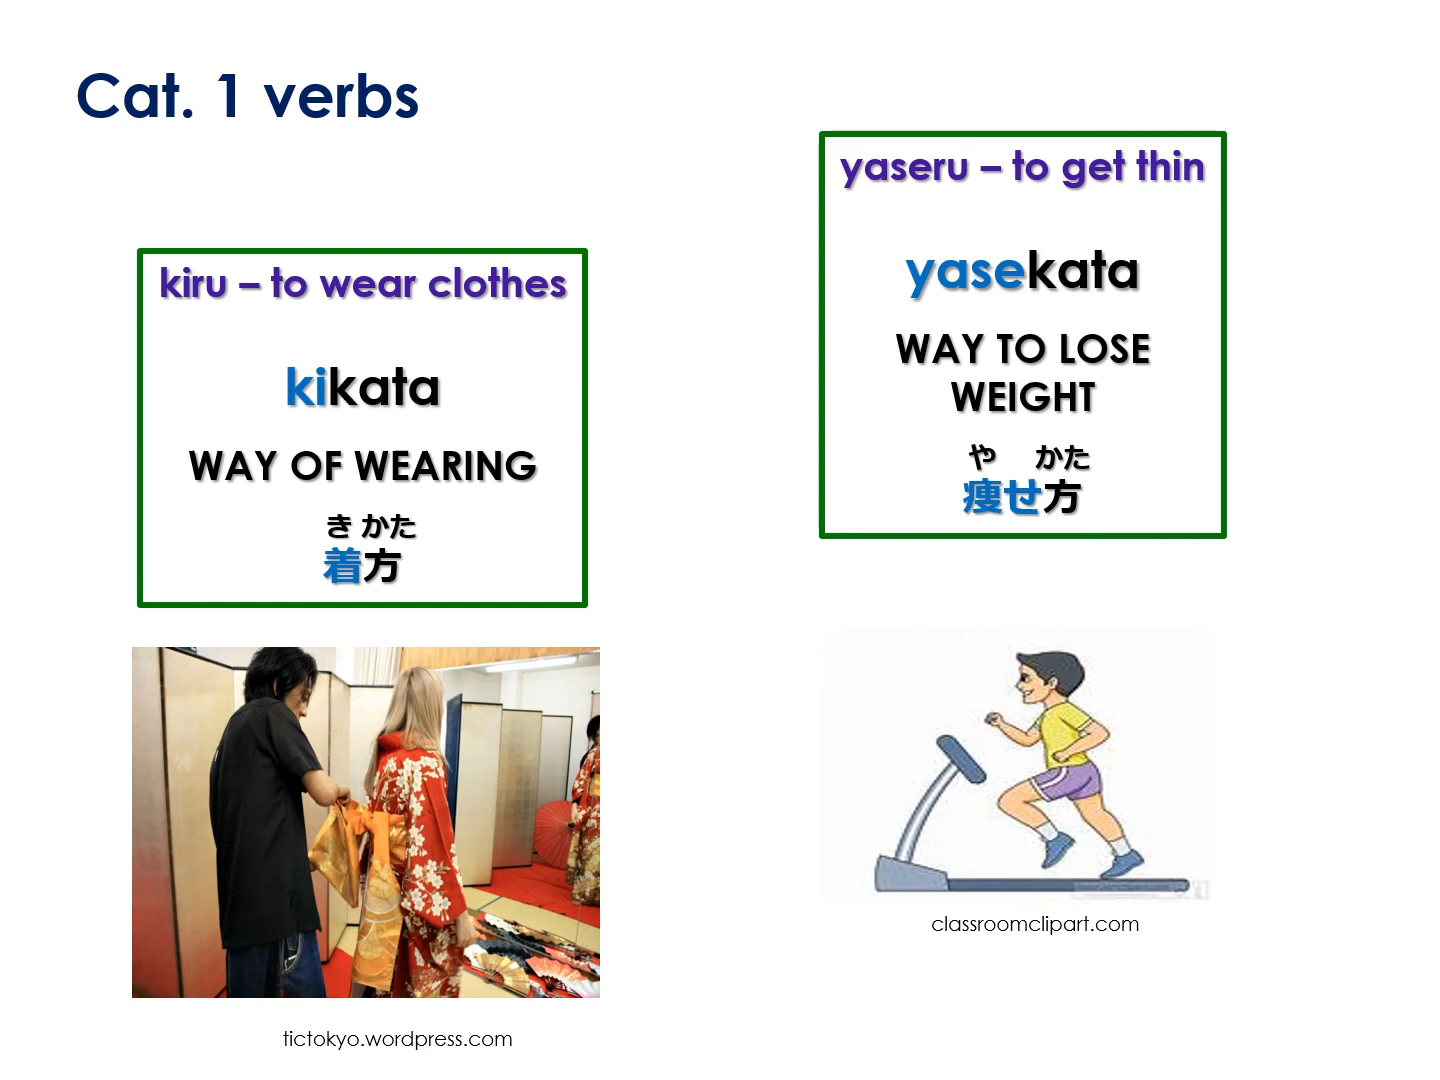 Cat. 1 verbs
kiru – to wear clothes
kikata
WAY OF WEARING
き かた
着方
tictokyo.wordpress.com
yaseru – to get thin
yasekata
WAY TO LOSE
WEIGHT
や かた
痩せ方
classroomclipart.com